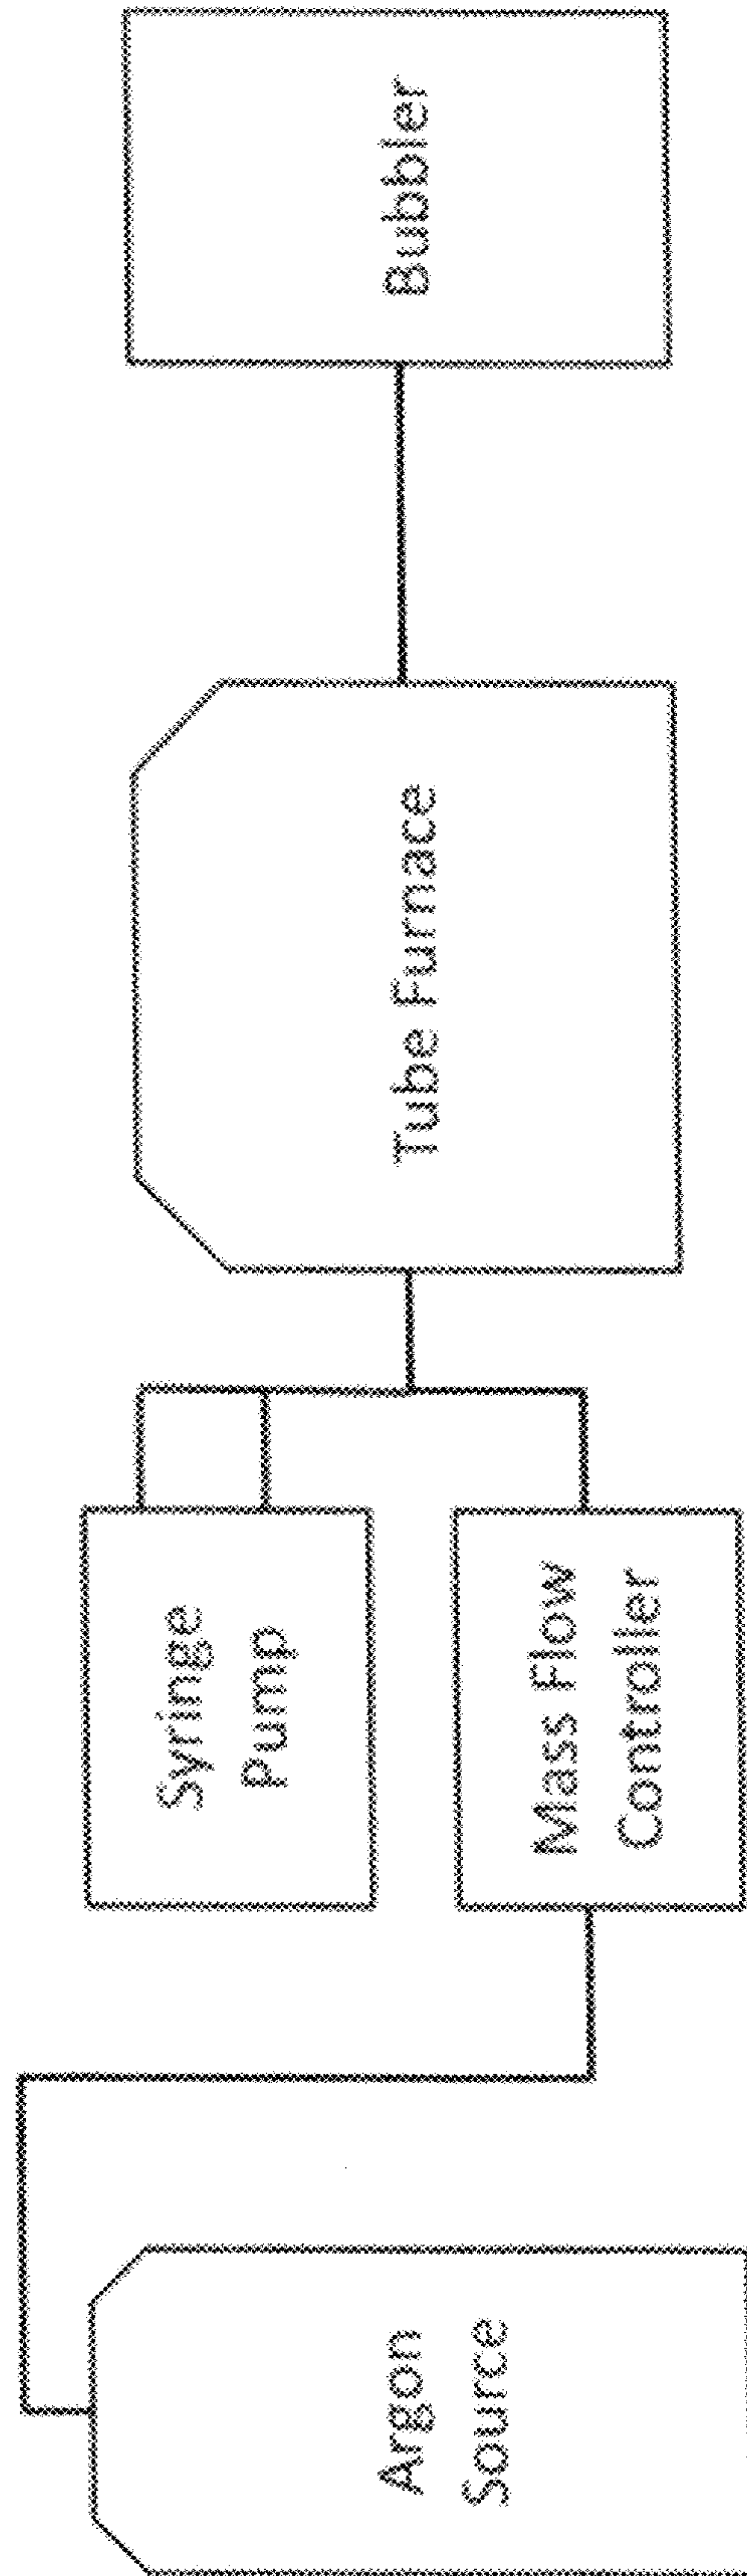 Argon
Source
Syringe
Pump
Mass Flow
Controller
Tube Furnace
Bubbler